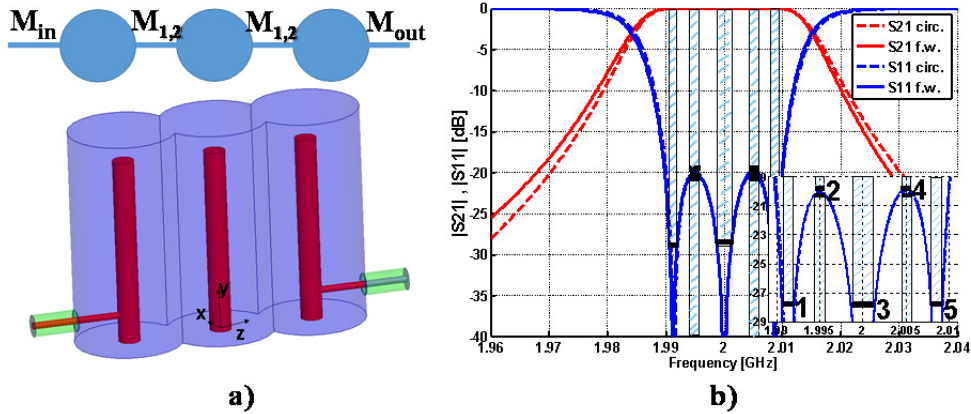 M_in M_1,2 M_1,2 M_out
y
x
z
a)
|S21| , |S11| [dB]
0
-5
-10
-15
-20
-25
-30
-35
-40
S21 circ.
S21 f.w.
S11 circ.
S11 f.w.
2 4
-21
-23
-25
-27
-29
1 3 5
1.99 1.995 2 2.005 2.01
1.96 1.97 1.98 1.99 2 2.01 2.02 2.03 2.04
Frequency [GHz]
b)